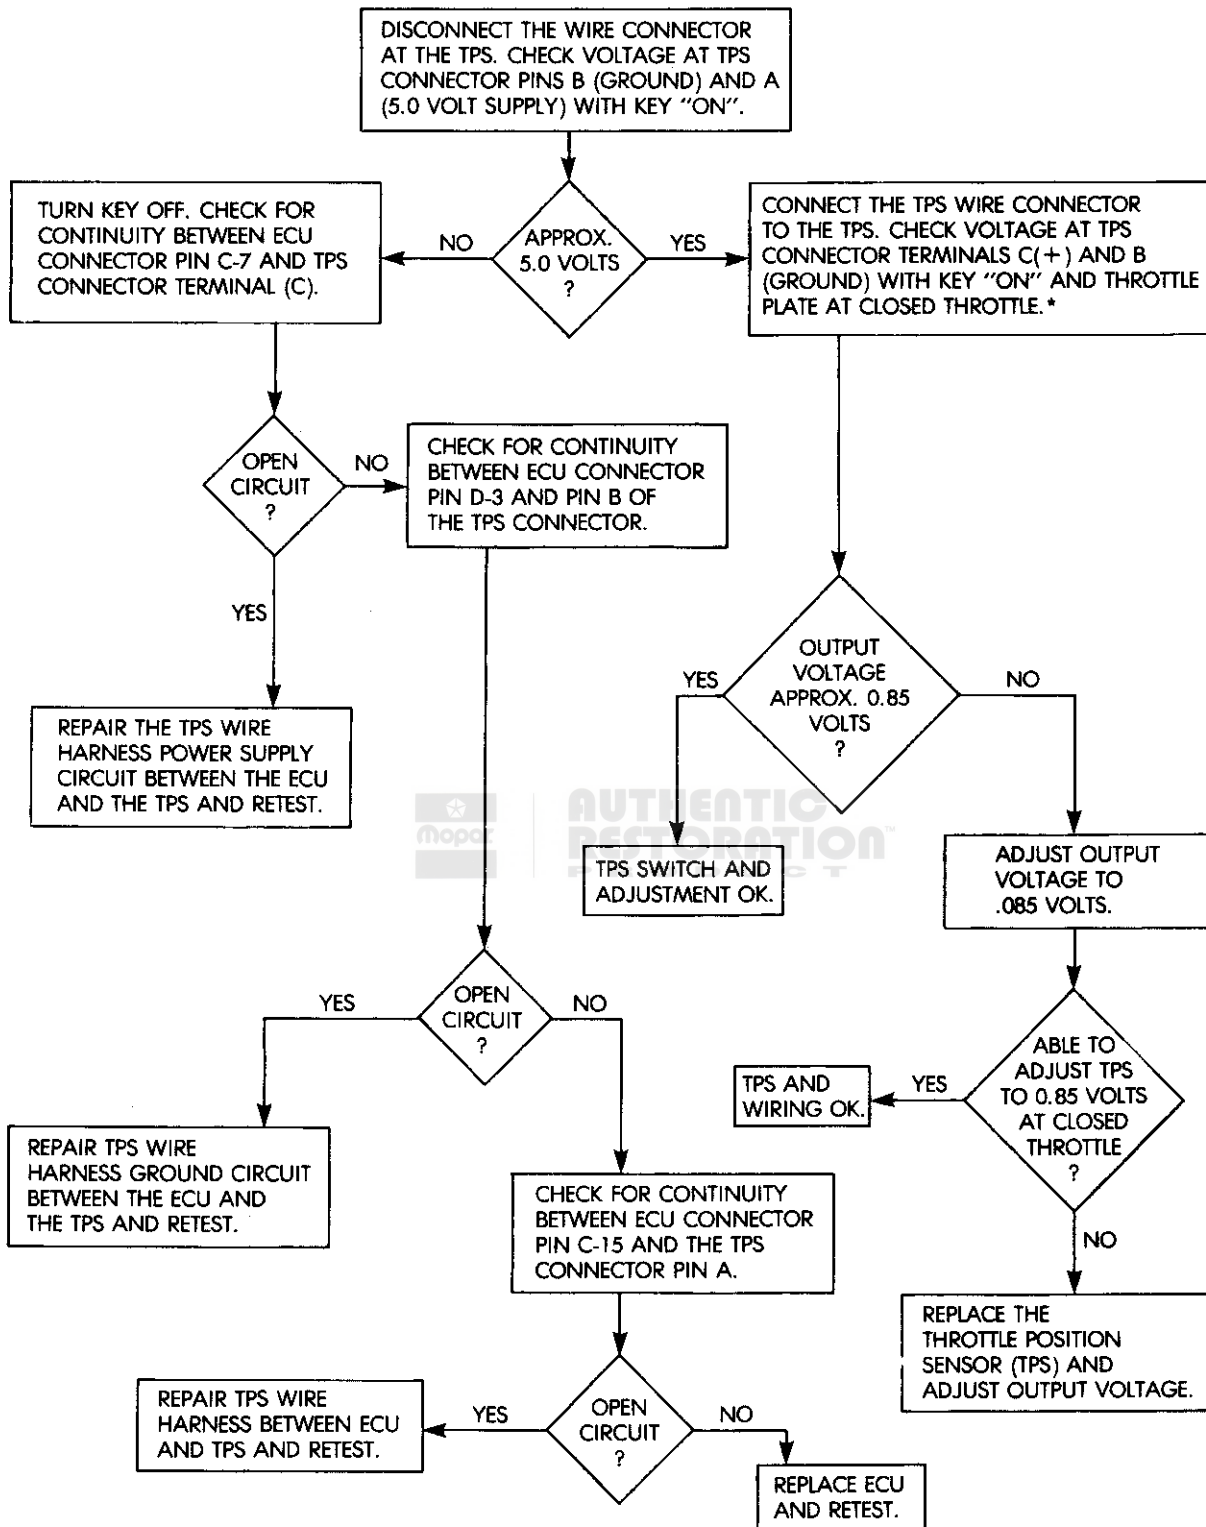 DISCONNECT THE WIRE CONNECTOR
AT THE TPS. CHECK VOLTAGE AT TPS
CONNECTOR PINS B (GROUND) AND A
(5.0 VOLT SUPPLY) WITH KEY "ON".
TURN KEY OFF. CHECK FOR
CONTINUITY BETWEEN ECU
CONNECTOR PIN C-7 AND TPS
CONNECTOR TERMINAL (C).
NO
APPROX.
5.0 VOLTS
?
YES
CONNECT THE TPS WIRE CONNECTOR
TO THE TPS. CHECK VOLTAGE AT TPS
CONNECTOR TERMINALS C(+) AND B
(GROUND) WITH KEY "ON" AND THROTTLE
PLATE AT CLOSED THROTTLE.*
OPEN
CIRCUIT
?
NO
CHECK FOR CONTINUITY
BETWEEN ECU CONNECTOR
PIN D-3 AND PIN B OF
THE TPS CONNECTOR.
YES
REPAIR THE TPS WIRE
HARNESS POWER SUPPLY
CIRCUIT BETWEEN THE ECU
AND THE TPS AND RETEST.
YES
OUTPUT
VOLTAGE
APPROX. 0.85
VOLTS
?
NO
Mopar
AUTHENTIC
RESTORATION™
PRODUCT
TPS SWITCH AND
ADJUSTMENT OK.
ADJUST OUTPUT
VOLTAGE TO
.085 VOLTS.
YES
OPEN
CIRCUIT
?
NO
TPS AND
WIRING OK.
YES
ABLE TO
ADJUST TPS
TO 0.85 VOLTS
AT CLOSED
THROTTLE
?
REPAIR TPS WIRE
HARNESS GROUND CIRCUIT
BETWEEN THE ECU AND
THE TPS AND RETEST.
CHECK FOR CONTINUITY
BETWEEN ECU CONNECTOR
PIN C-15 AND THE TPS
CONNECTOR PIN A.
NO
REPLACE THE
THROTTLE POSITION
SENSOR (TPS) AND
ADJUST OUTPUT VOLTAGE.
REPAIR TPS WIRE
HARNESS BETWEEN ECU
AND TPS AND RETEST.
YES
OPEN
CIRCUIT
?
NO
REPLACE ECU
AND RETEST.